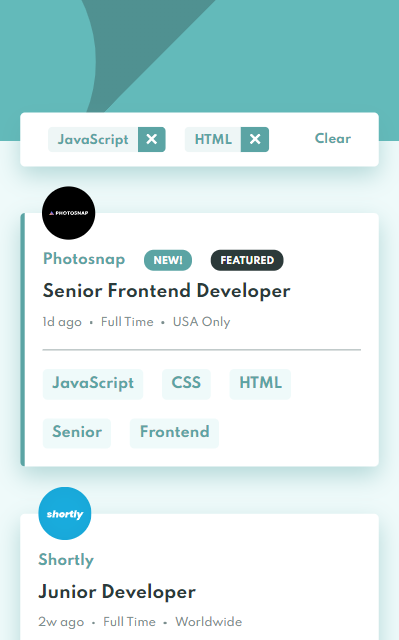 JavaScript ✕ HTML ✕ Clear
PHOTOSNAP
Photosnap NEW! FEATURED
Senior Frontend Developer
1d ago • Full Time • USA Only
JavaScript CSS HTML
Senior Frontend
shortly
Shortly
Junior Developer
2w ago • Full Time • Worldwide